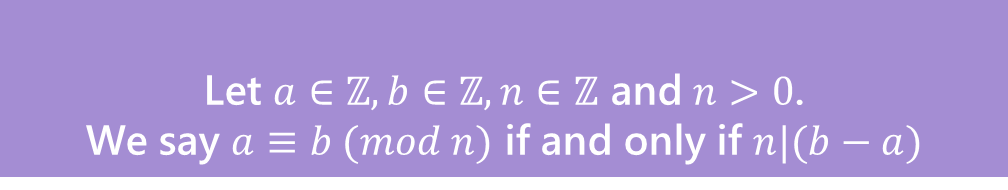 Let a ∈ ℤ, b ∈ ℤ, n ∈ ℤ and n > 0.
We say a ≡ b (mod n) if and only if n|(b − a)